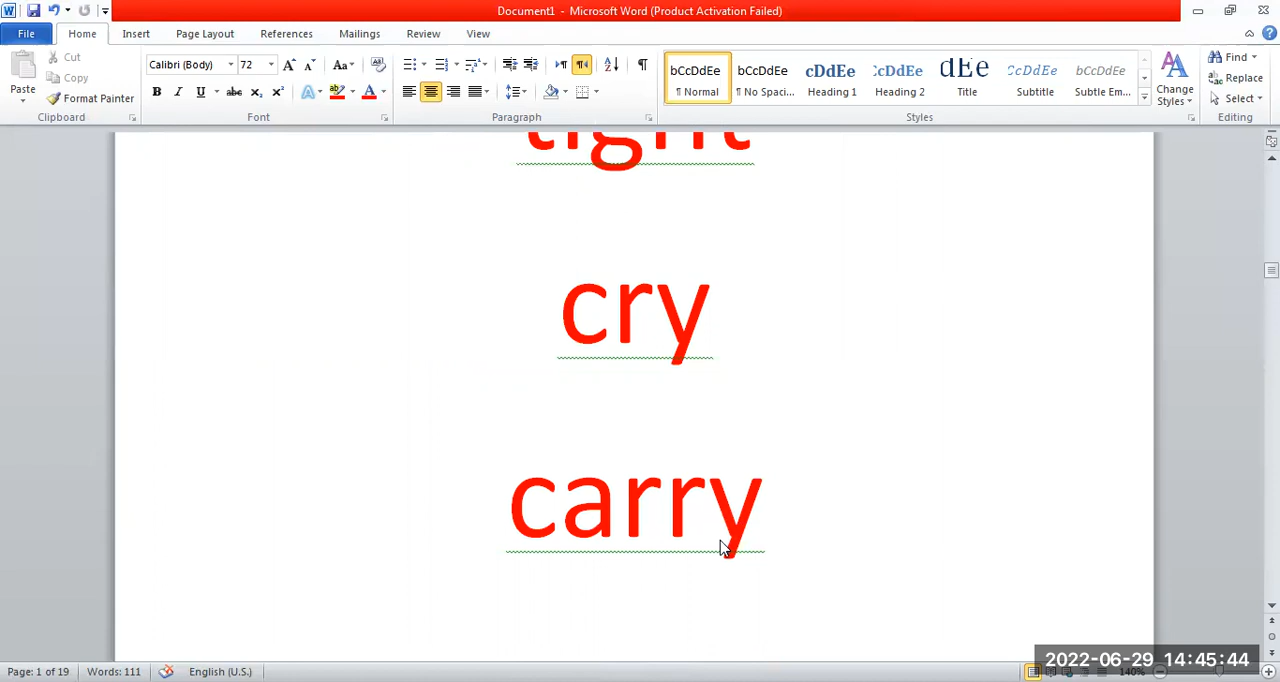 Document1 - Microsoft Word (Product Activation Failed)
File Home Insert Page Layout References Mailings Review View
Paste
Cut
Copy
Format Painter
Clipboard
Calibri (Body) 72
Font
Paragraph
bCcDdEe bCcDdEe cDdEe :cDdEe dEe CcDdEe bCcDdEe
¶ Normal ¶ No Spaci... Heading 1 Heading 2 Title Subtitle Subtle Em...
Styles
Change Styles
Find
Replace
Select
Editing
tight
cry
carry
Page: 1 of 19 Words: 111 English (U.S.) 140%
2022-06-29 14:45:44